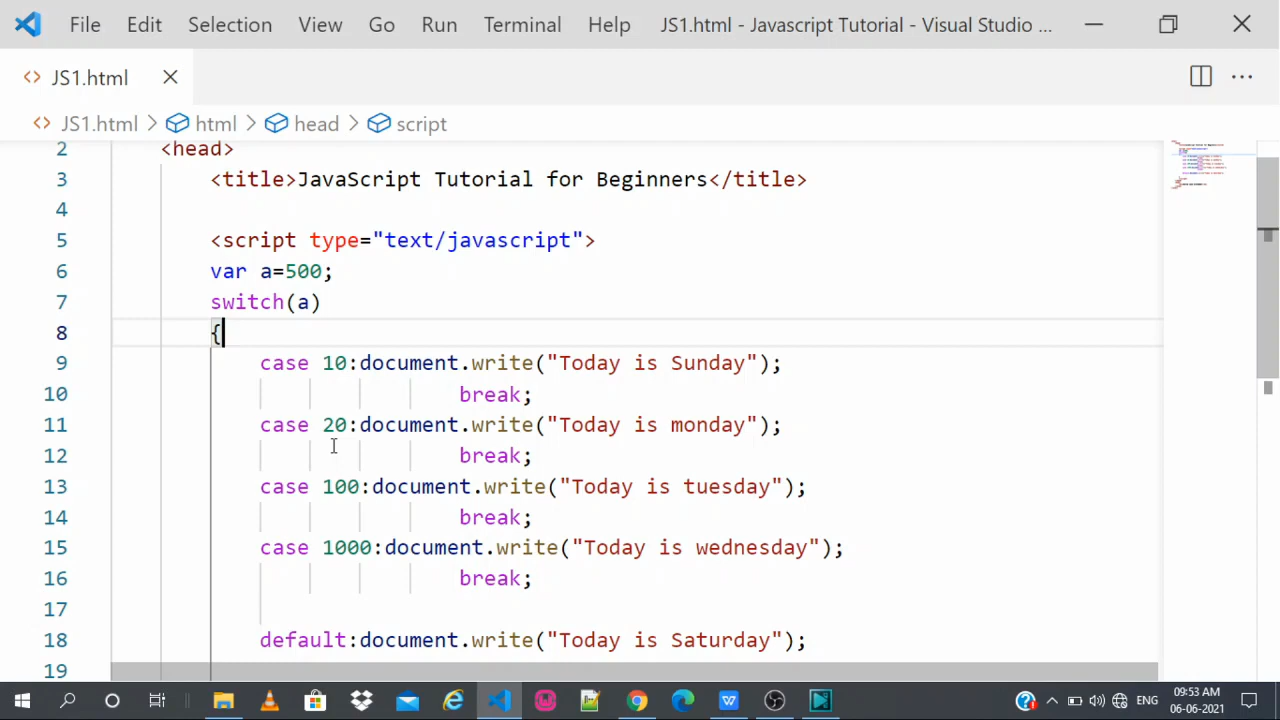 File Edit Selection View Go Run Terminal Help JS1.html - Javascript Tutorial - Visual Studio ...
JS1.html
JS1.html > html > head > script
2 <head>
3 <title>JavaScript Tutorial for Beginners</title>
4
5 <script type="text/javascript">
6 var a=500;
7 switch(a)
8 {
9 case 10:document.write("Today is Sunday");
10 break;
11 case 20:document.write("Today is monday");
12 break;
13 case 100:document.write("Today is tuesday");
14 break;
15 case 1000:document.write("Today is wednesday");
16 break;
17
18 default:document.write("Today is Saturday");
19
ENG
09:53 AM
06-06-2021